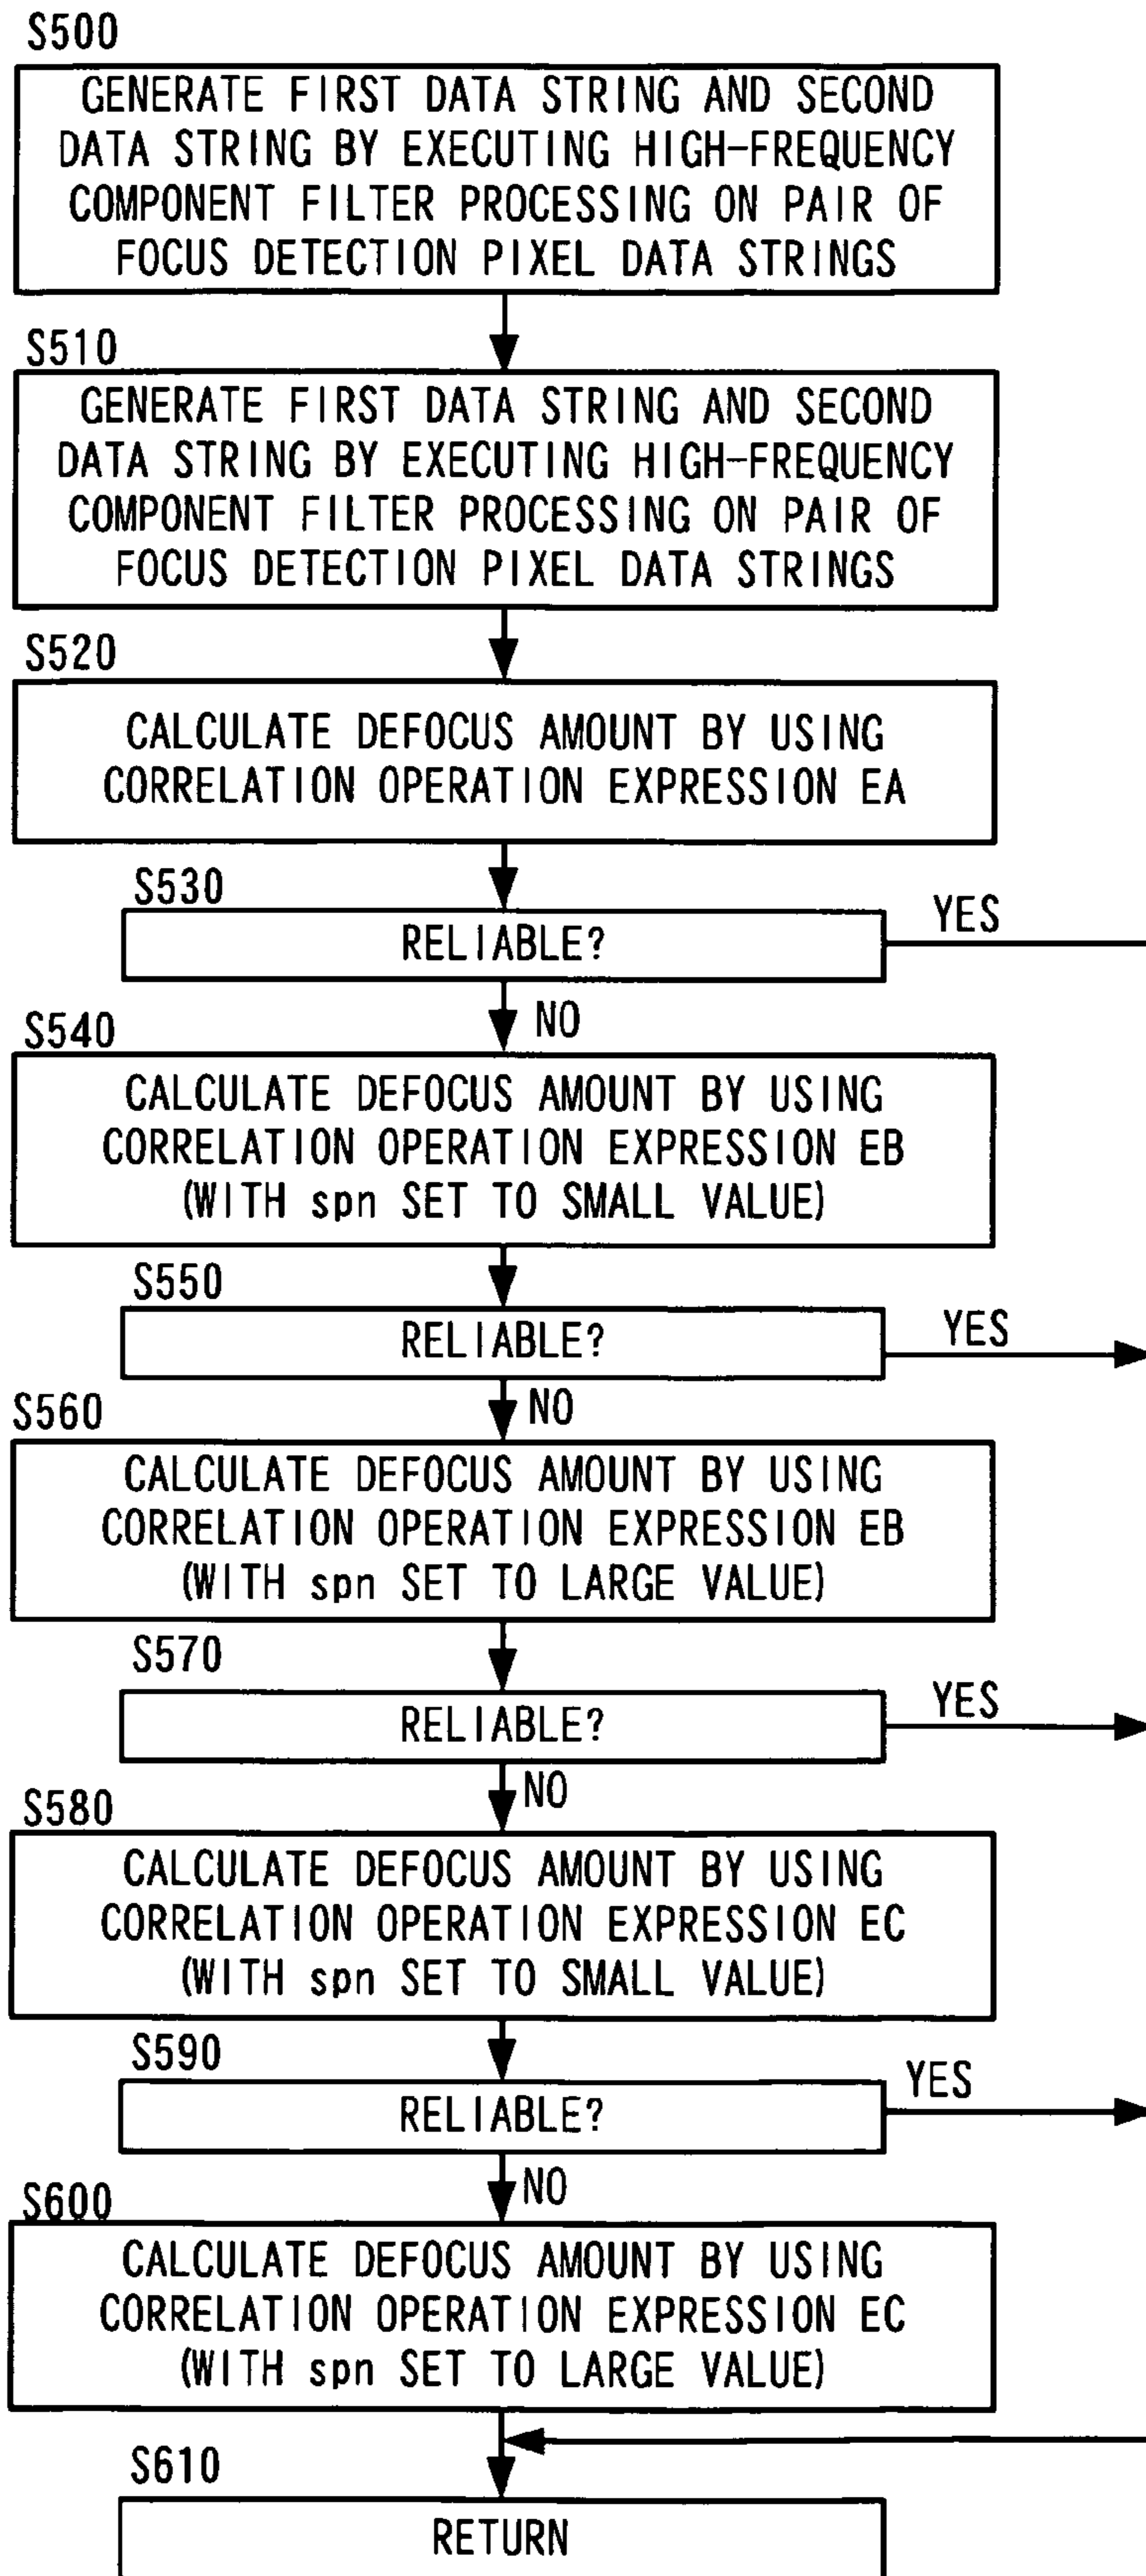 S500
GENERATE FIRST DATA STRING AND SECOND
DATA STRING BY EXECUTING HIGH-FREQUENCY
COMPONENT FILTER PROCESSING ON PAIR OF
FOCUS DETECTION PIXEL DATA STRINGS
S510
GENERATE FIRST DATA STRING AND SECOND
DATA STRING BY EXECUTING HIGH-FREQUENCY
COMPONENT FILTER PROCESSING ON PAIR OF
FOCUS DETECTION PIXEL DATA STRINGS
S520
CALCULATE DEFOCUS AMOUNT BY USING
CORRELATION OPERATION EXPRESSION EA
S530
RELIABLE?
YES
NO
S540
CALCULATE DEFOCUS AMOUNT BY USING
CORRELATION OPERATION EXPRESSION EB
(WITH spn SET TO SMALL VALUE)
S550
RELIABLE?
YES
NO
S560
CALCULATE DEFOCUS AMOUNT BY USING
CORRELATION OPERATION EXPRESSION EB
(WITH spn SET TO LARGE VALUE)
S570
RELIABLE?
YES
NO
S580
CALCULATE DEFOCUS AMOUNT BY USING
CORRELATION OPERATION EXPRESSION EC
(WITH spn SET TO SMALL VALUE)
S590
RELIABLE?
YES
NO
S600
CALCULATE DEFOCUS AMOUNT BY USING
CORRELATION OPERATION EXPRESSION EC
(WITH spn SET TO LARGE VALUE)
S610
RETURN